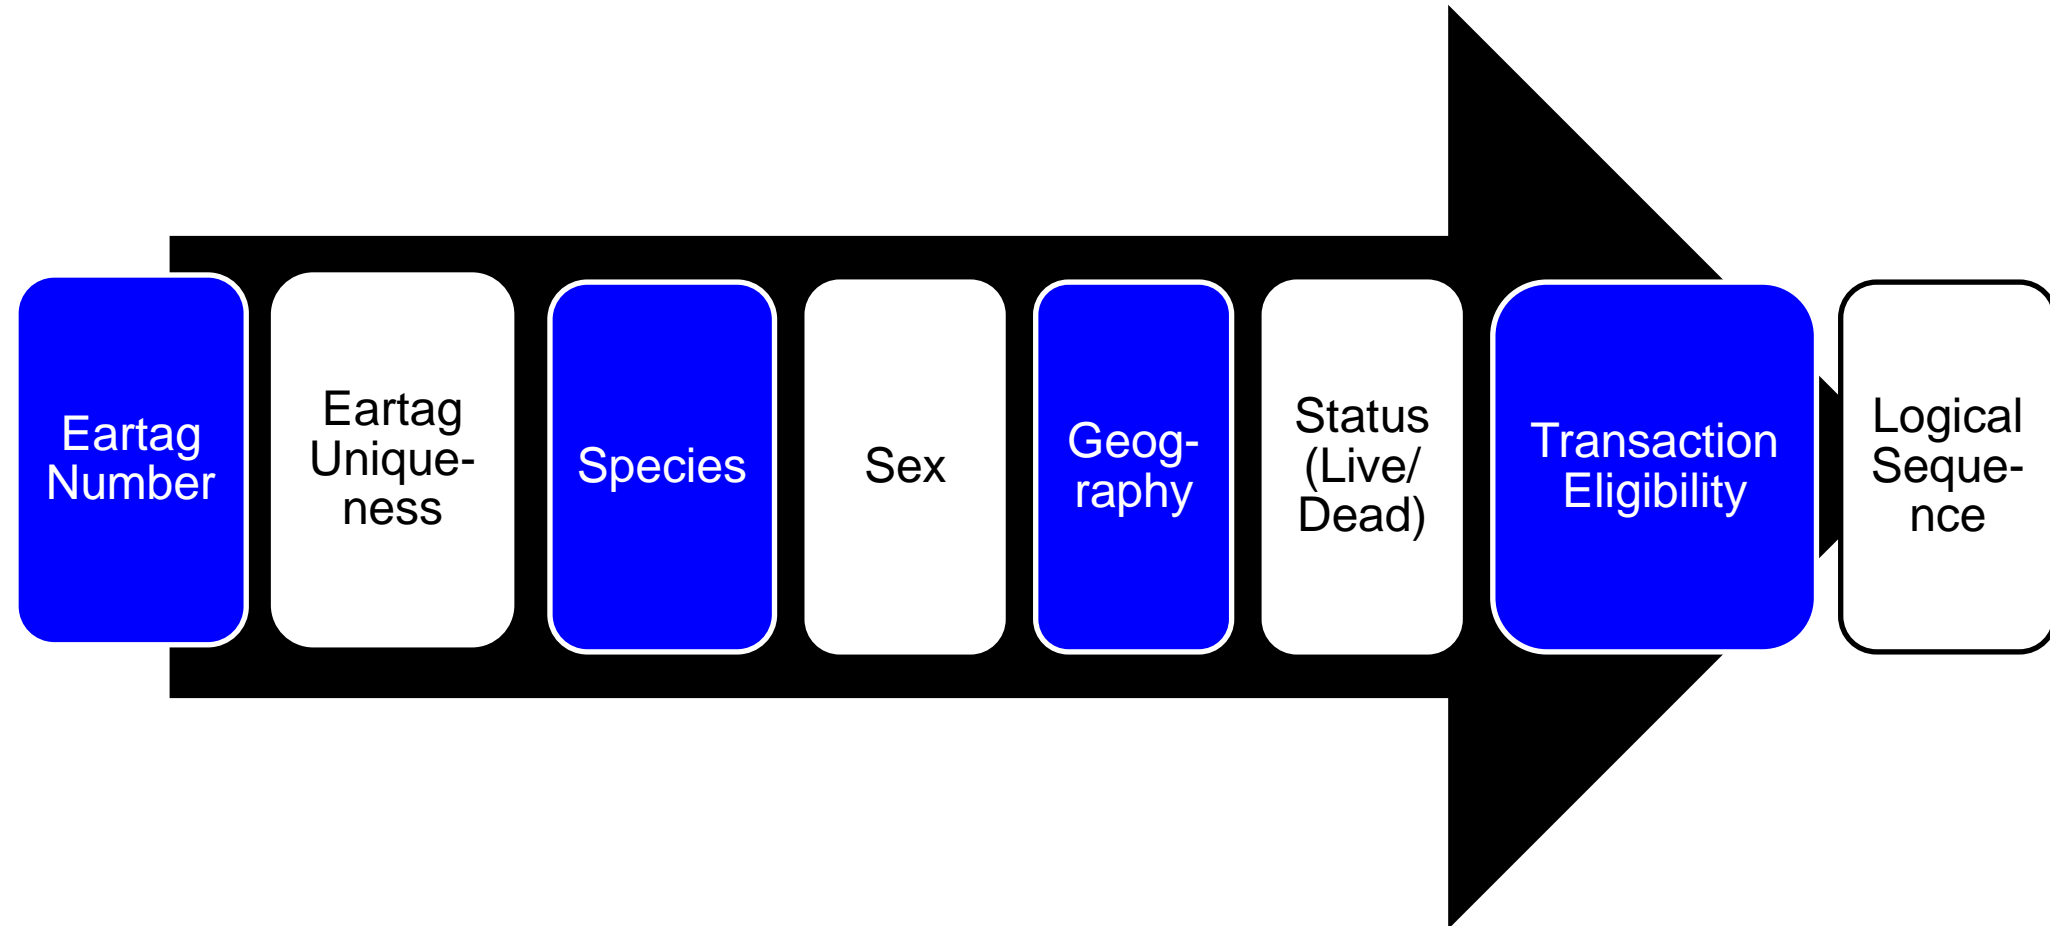 Eartag
Number
Eartag
Unique-
ness
Species
Sex
Geog-
raphy
Status
(Live/
Dead)
Transaction
Eligibility
Logical
Seque-
nce